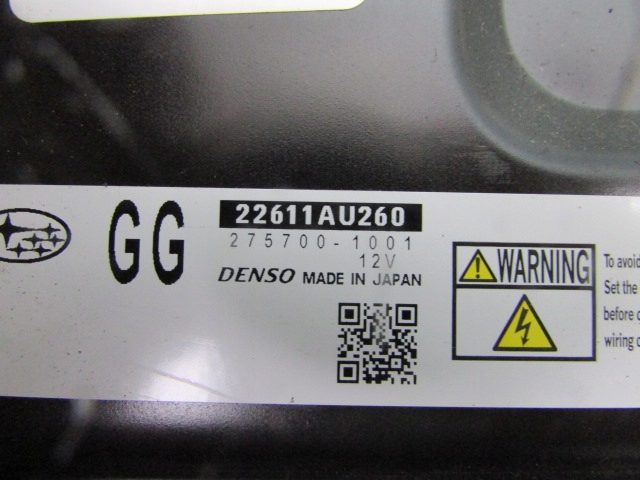 GG
22611AU260
275700-1001
12V
DENSO MADE IN JAPAN
WARNING
To avoid
Set the
before
wiring